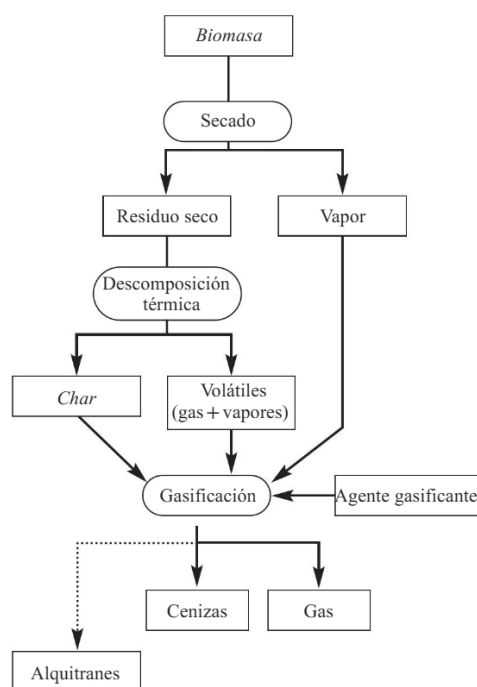 Biomasa
Secado
Residuo seco
Vapor
Descomposición
térmica
Char
Volátiles
(gas + vapores)
Gasificación
Agente gasificante
Cenizas
Gas
Alquitranes